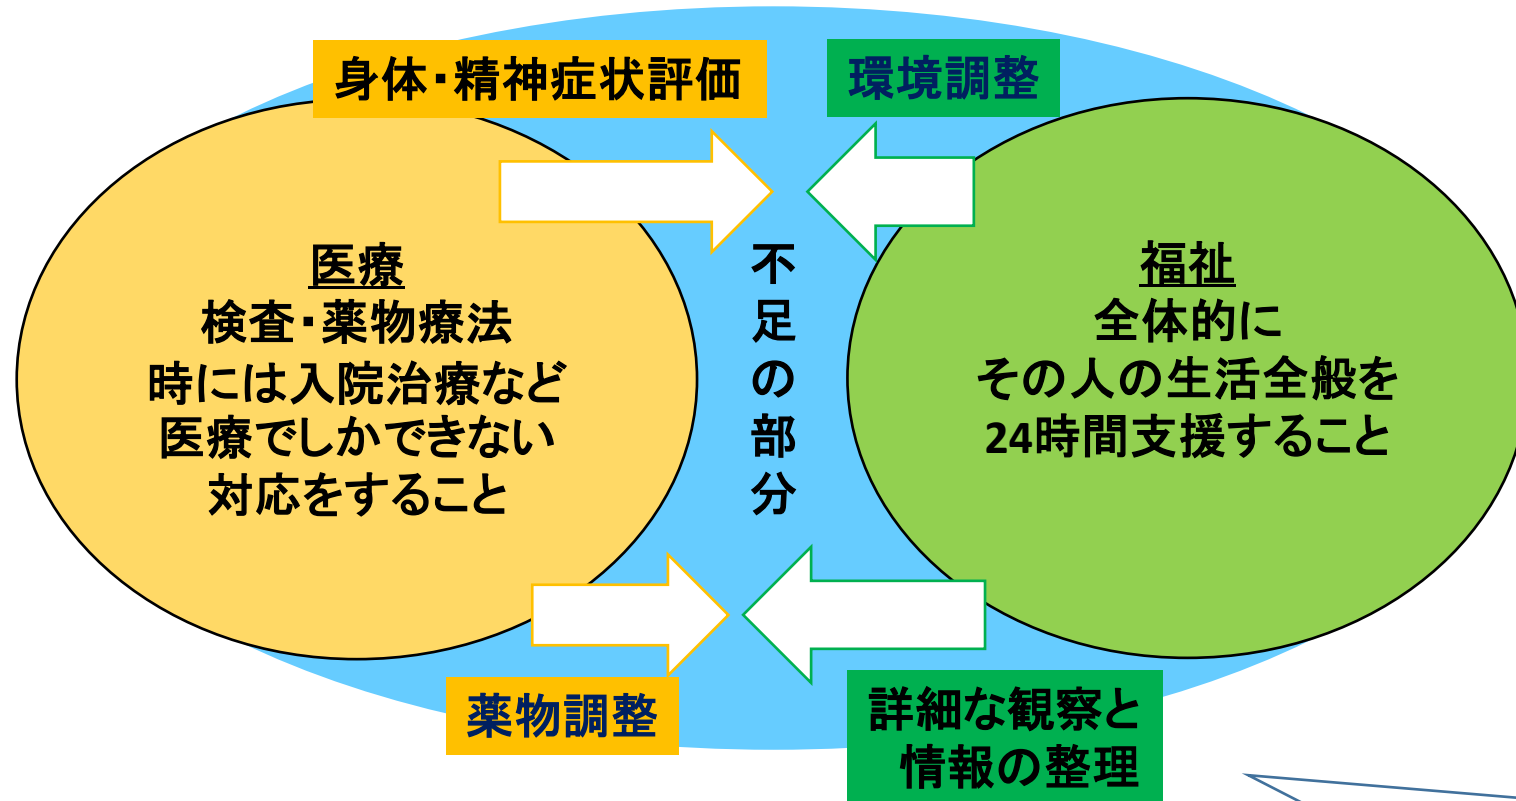 身体・精神症状評価
環境調整
医療
検査・薬物療法
時には入院治療など
医療でしかできない
対応をすること
不足の部分
福祉
全体的に
その人の生活全般を
24時間支援すること
薬物調整
詳細な観察と
情報の整理